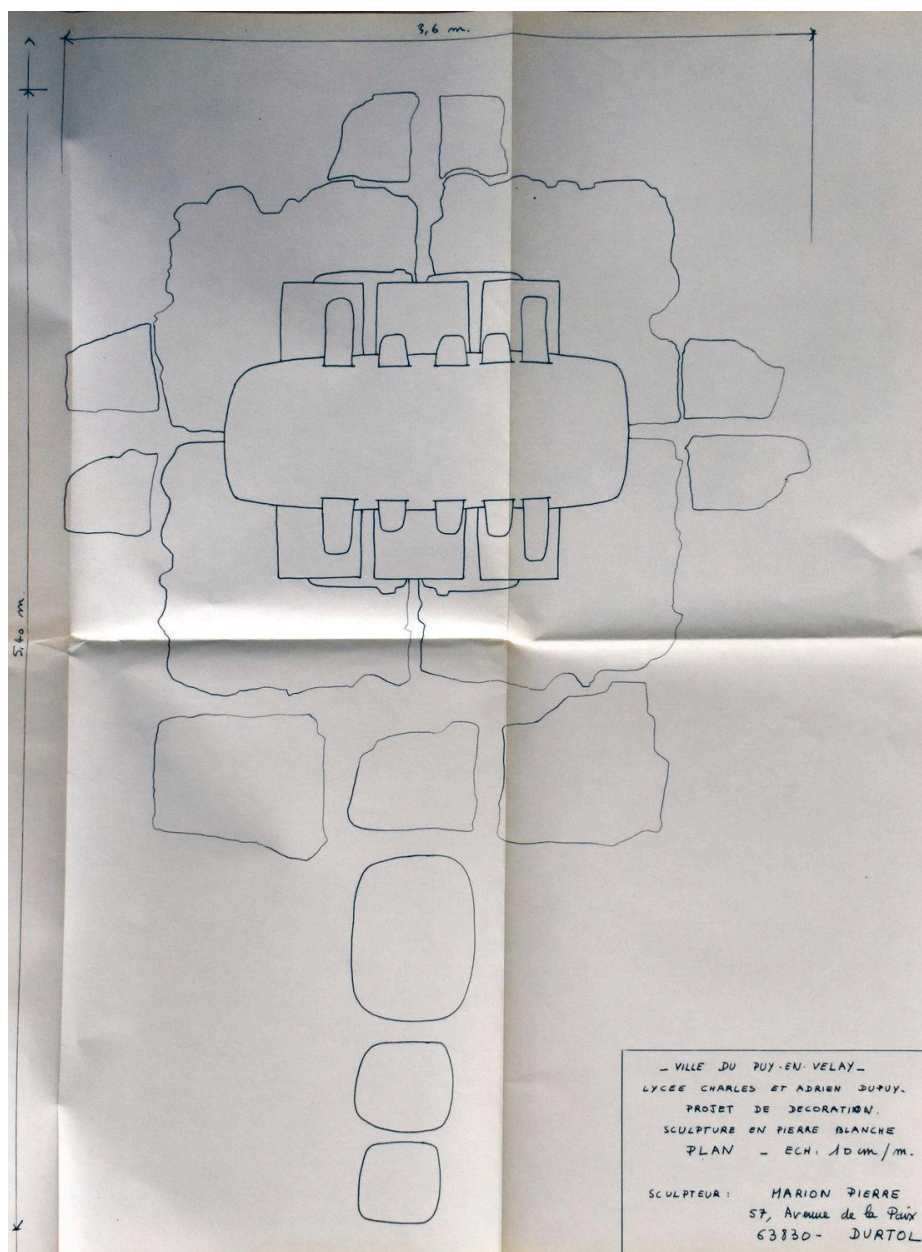 3,6 m.
5,40 m.
- VILLE DU PUY-EN-VELAY -
LYCEE CHARLES ET ADRIEN DUPUY.
PROJET DE DECORATION.
SCULPTURE EN PIERRE BLANCHE
PLAN - ECH: 10 cm/m.
SCULPTEUR: MARION PIERRE
57, Avenue de la Paix
63830- DURTOL